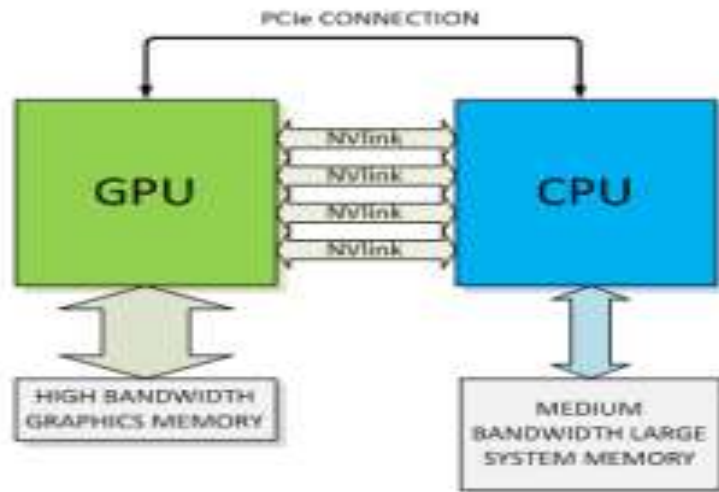 PCIe CONNECTION
GPU
NVlink
NVlink
NVlink
NVlink
CPU
HIGH BANDWIDTH
GRAPHICS MEMORY
MEDIUM
BANDWIDTH LARGE
SYSTEM MEMORY